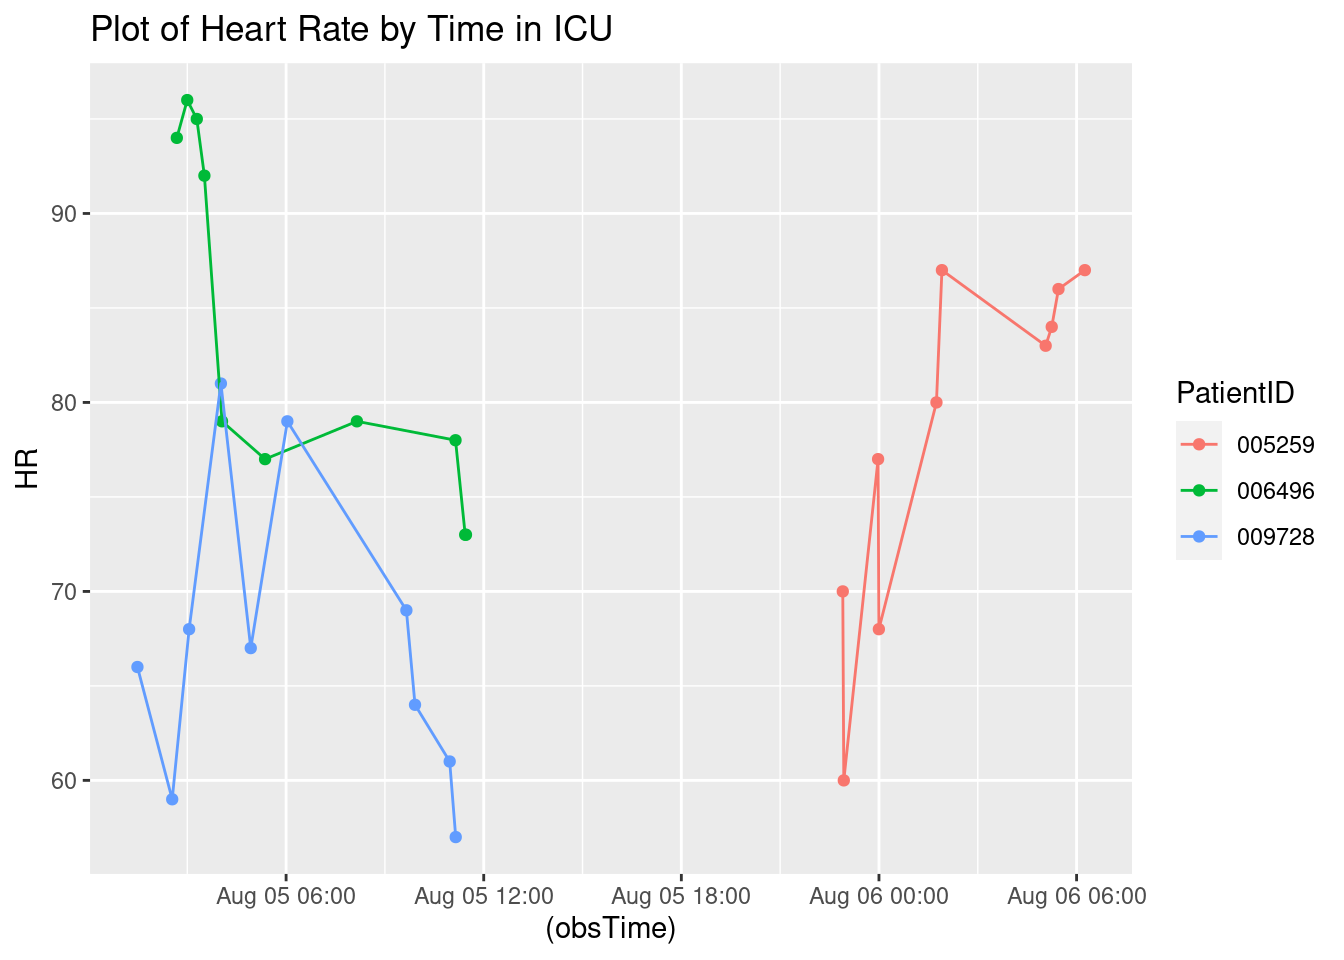 Plot of Heart Rate by Time in ICU
HR
90
80
70
60
Aug 05 06:00
Aug 05 12:00
Aug 05 18:00
Aug 06 00:00
Aug 06 06:00
(obsTime)
PatientID
005259
006496
009728